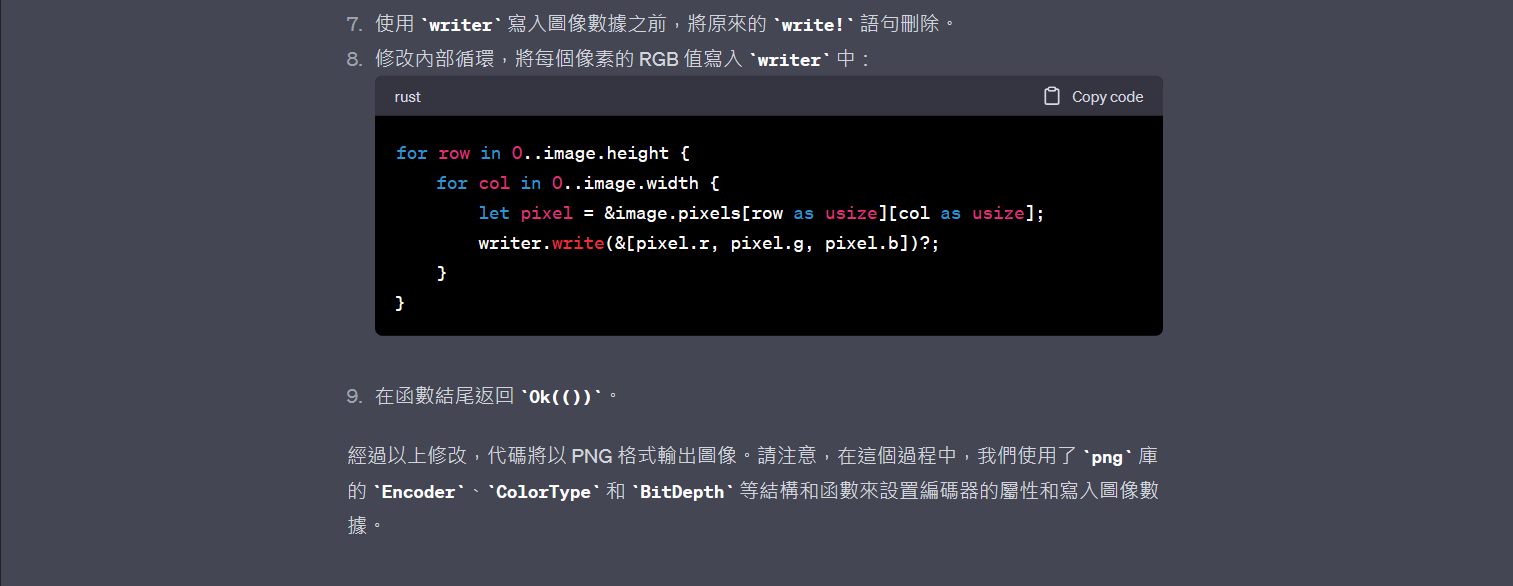 7. 使用 `writer` 寫入圖像數據之前，將原來的 `write!` 語句刪除。
8. 修改內部循環，將每個像素的 RGB 值寫入 `writer` 中：
rust Copy code
for row in 0..image.height {
    for col in 0..image.width {
        let pixel = &image.pixels[row as usize][col as usize];
        writer.write(&[pixel.r, pixel.g, pixel.b])?;
    }
}
9. 在函數結尾返回 `Ok(())`。
經過以上修改，代碼將以 PNG 格式輸出圖像。請注意，在這個過程中，我們使用了 `png` 庫
的 `Encoder`、`ColorType` 和 `BitDepth` 等結構和函數來設置編碼器的屬性和寫入圖像數
據。